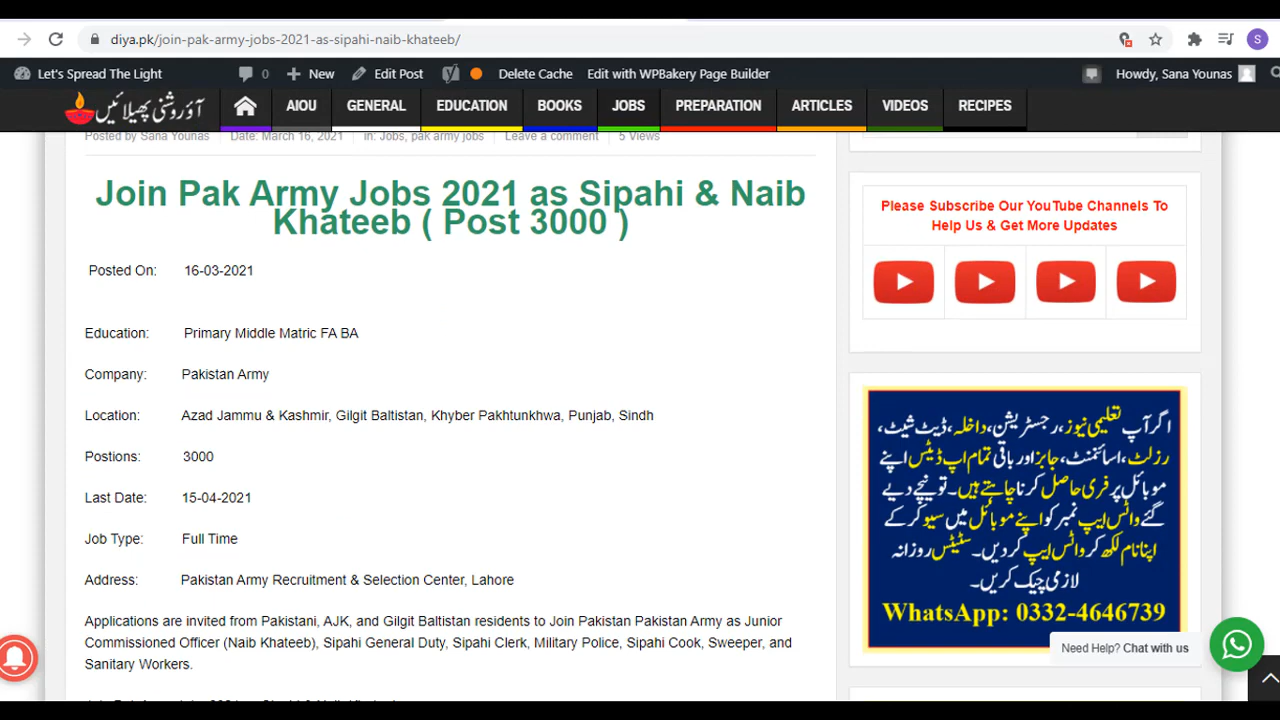 diya.pk/join-pak-army-jobs-2021-as-sipahi-naib-khateeb/
S
Let's Spread The Light
0
New
Edit Post
Delete Cache
Edit with WPBakery Page Builder
Howdy, Sana Younas
آؤ روشنی پھیلائیں
AIOU
GENERAL
EDUCATION
BOOKS
JOBS
PREPARATION
ARTICLES
VIDEOS
RECIPES
Posted by Sana Younas Date: March 16, 2021 in: Jobs, pak army jobs Leave a comment 5 Views
Join Pak Army Jobs 2021 as Sipahi & Naib
Khateeb ( Post 3000 )
Posted On: 16-03-2021
Education: Primary Middle Matric FA BA
Company: Pakistan Army
Location: Azad Jammu & Kashmir, Gilgit Baltistan, Khyber Pakhtunkhwa, Punjab, Sindh
Postions: 3000
Last Date: 15-04-2021
Job Type: Full Time
Address: Pakistan Army Recruitment & Selection Center, Lahore
Applications are invited from Pakistani, AJK, and Gilgit Baltistan residents to Join Pakistan Pakistan Army as Junior
Commissioned Officer (Naib Khateeb), Sipahi General Duty, Sipahi Clerk, Military Police, Sipahi Cook, Sweeper, and
Sanitary Workers.
Please Subscribe Our YouTube Channels To
Help Us & Get More Updates
اگر آپ تعلیمی نیوز، رجسٹریشن، داخلہ، ڈیٹ شیٹ،
رزلٹ، اسائنمنٹ، جابز اور باقی تمام اپ ڈیٹس اپنے
موبائل پر فری حاصل کرنا چاہتے ہیں۔ تو نیچے دیے
گئے واٹس ایپ نمبر کو اپنے موبائل میں سیو کر کے
اپنا نام لکھ کر واٹس ایپ کر دیں۔ سٹیٹس روزانہ
لازمی چیک کریں۔
WhatsApp: 0332-4646739
Need Help? Chat with us